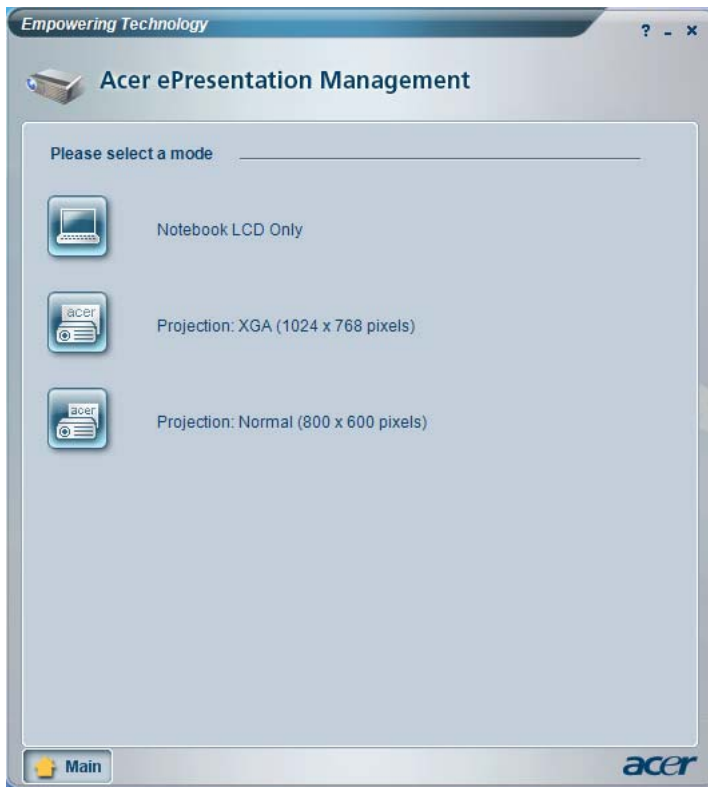 Empowering Technology
? - ×
Acer ePresentation Management
Please select a mode
Notebook LCD Only
acer
Projection: XGA (1024 x 768 pixels)
acer
Projection: Normal (800 x 600 pixels)
Main
acer